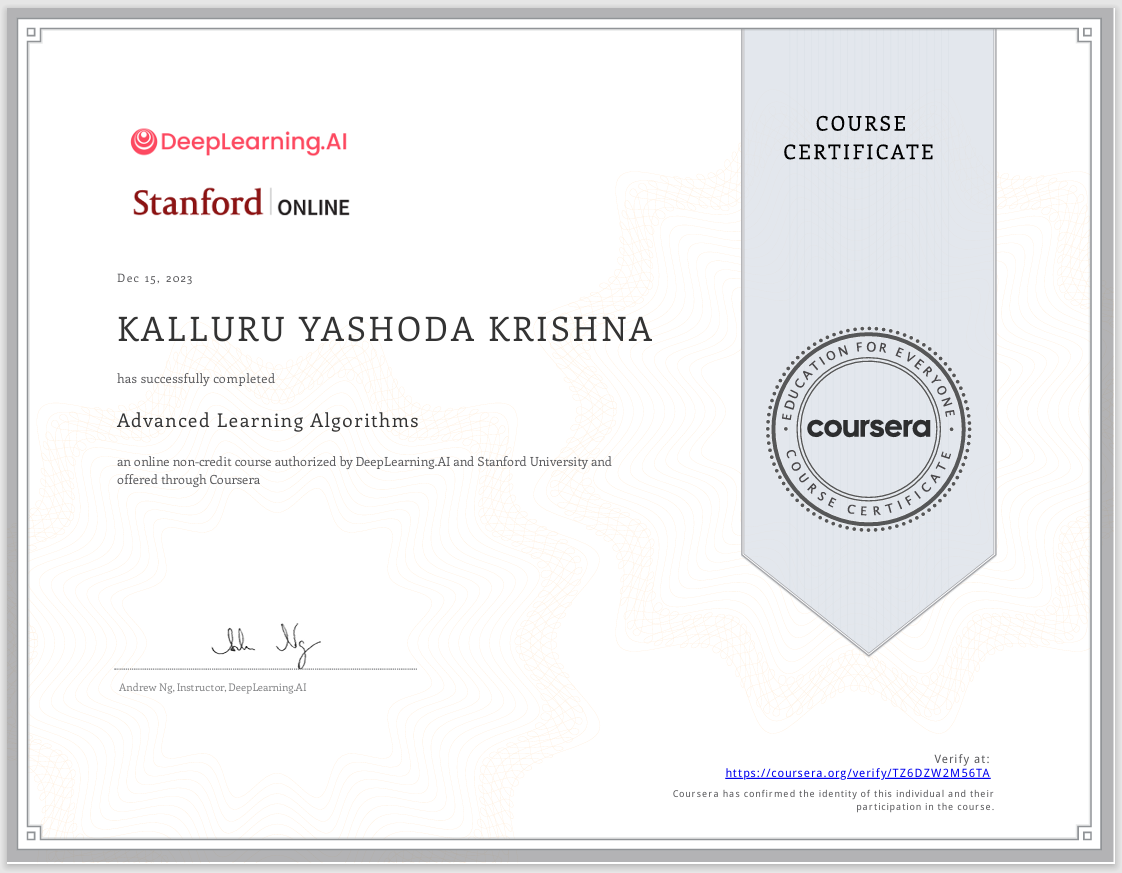 DeepLearning.AI
Stanford ONLINE
COURSE
CERTIFICATE
Dec 15, 2023
KALLURU YASHODA KRISHNA
has successfully completed
Advanced Learning Algorithms
an online non-credit course authorized by DeepLearning.AI and Stanford University and
offered through Coursera
EDUCATION FOR EVERYONE
coursera
COURSE CERTIFICATE
Andrew Ng, Instructor, DeepLearning.AI
Verify at:
https://coursera.org/verify/TZ6DZW2M56TA
Coursera has confirmed the identity of this individual and their
participation in the course.